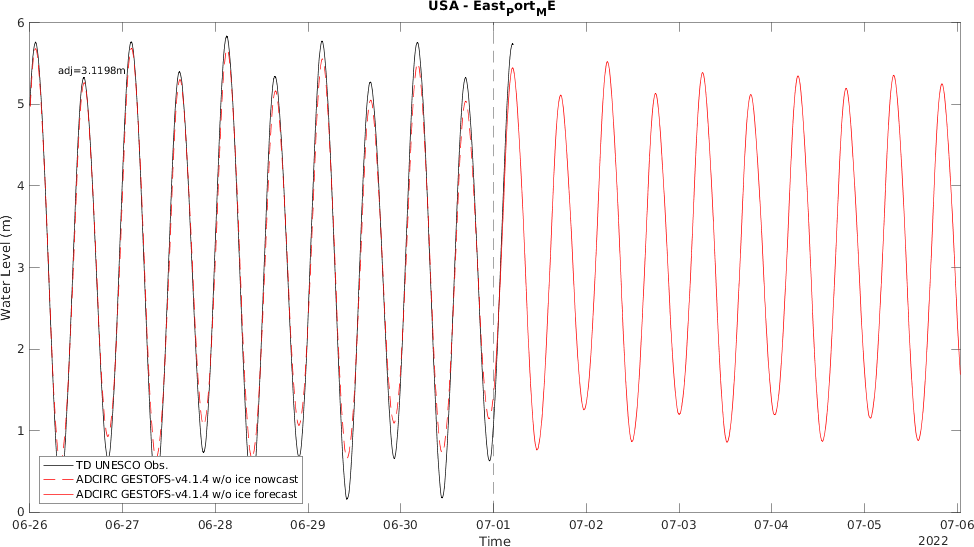 USA - EastPortME
6
adj=3.1198m
5
4
3
2
1
0
Water Level (m)
TD UNESCO Obs.
ADCIRC GESTOFS-v4.1.4 w/o ice nowcast
ADCIRC GESTOFS-v4.1.4 w/o ice forecast
06-26 06-27 06-28 06-29 06-30 07-01 07-02 07-03 07-04 07-05 07-06
Time
2022